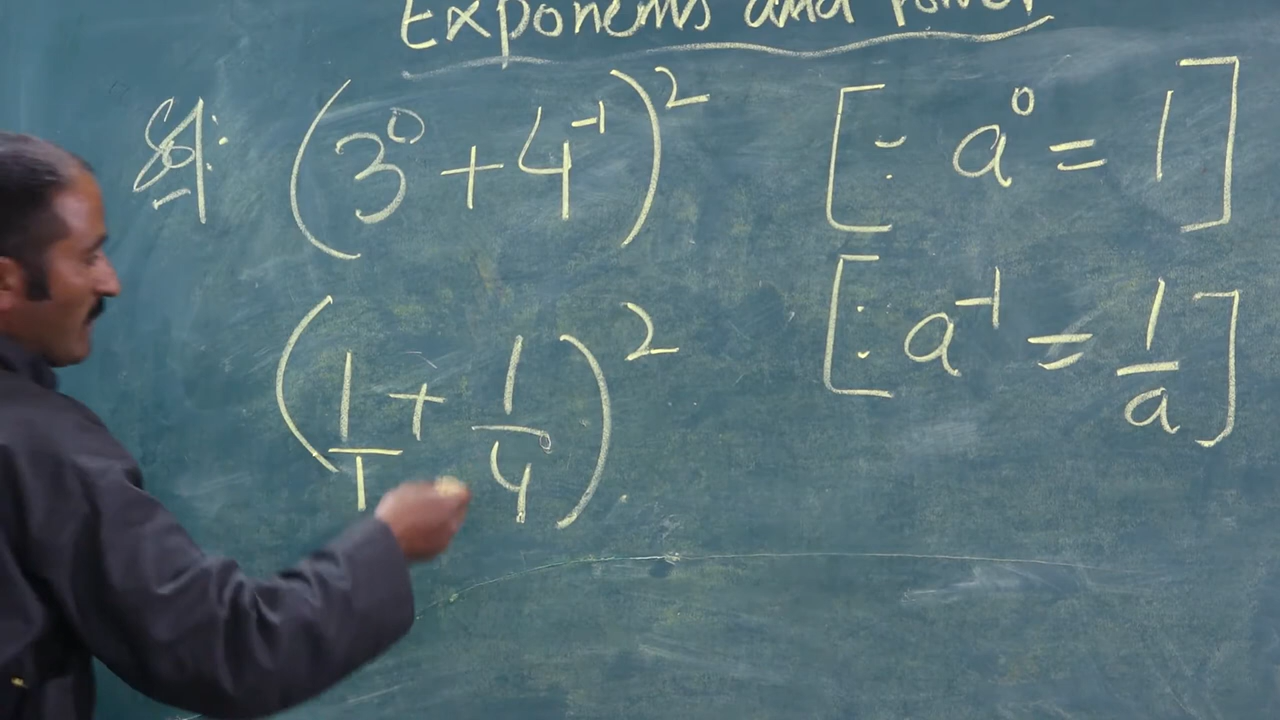 Exponents and Power
Sol: (3⁰ + 4⁻¹)² [∵ a⁰ = 1]
(1/1 + 1/4)² [∵ a⁻¹ = 1/a]